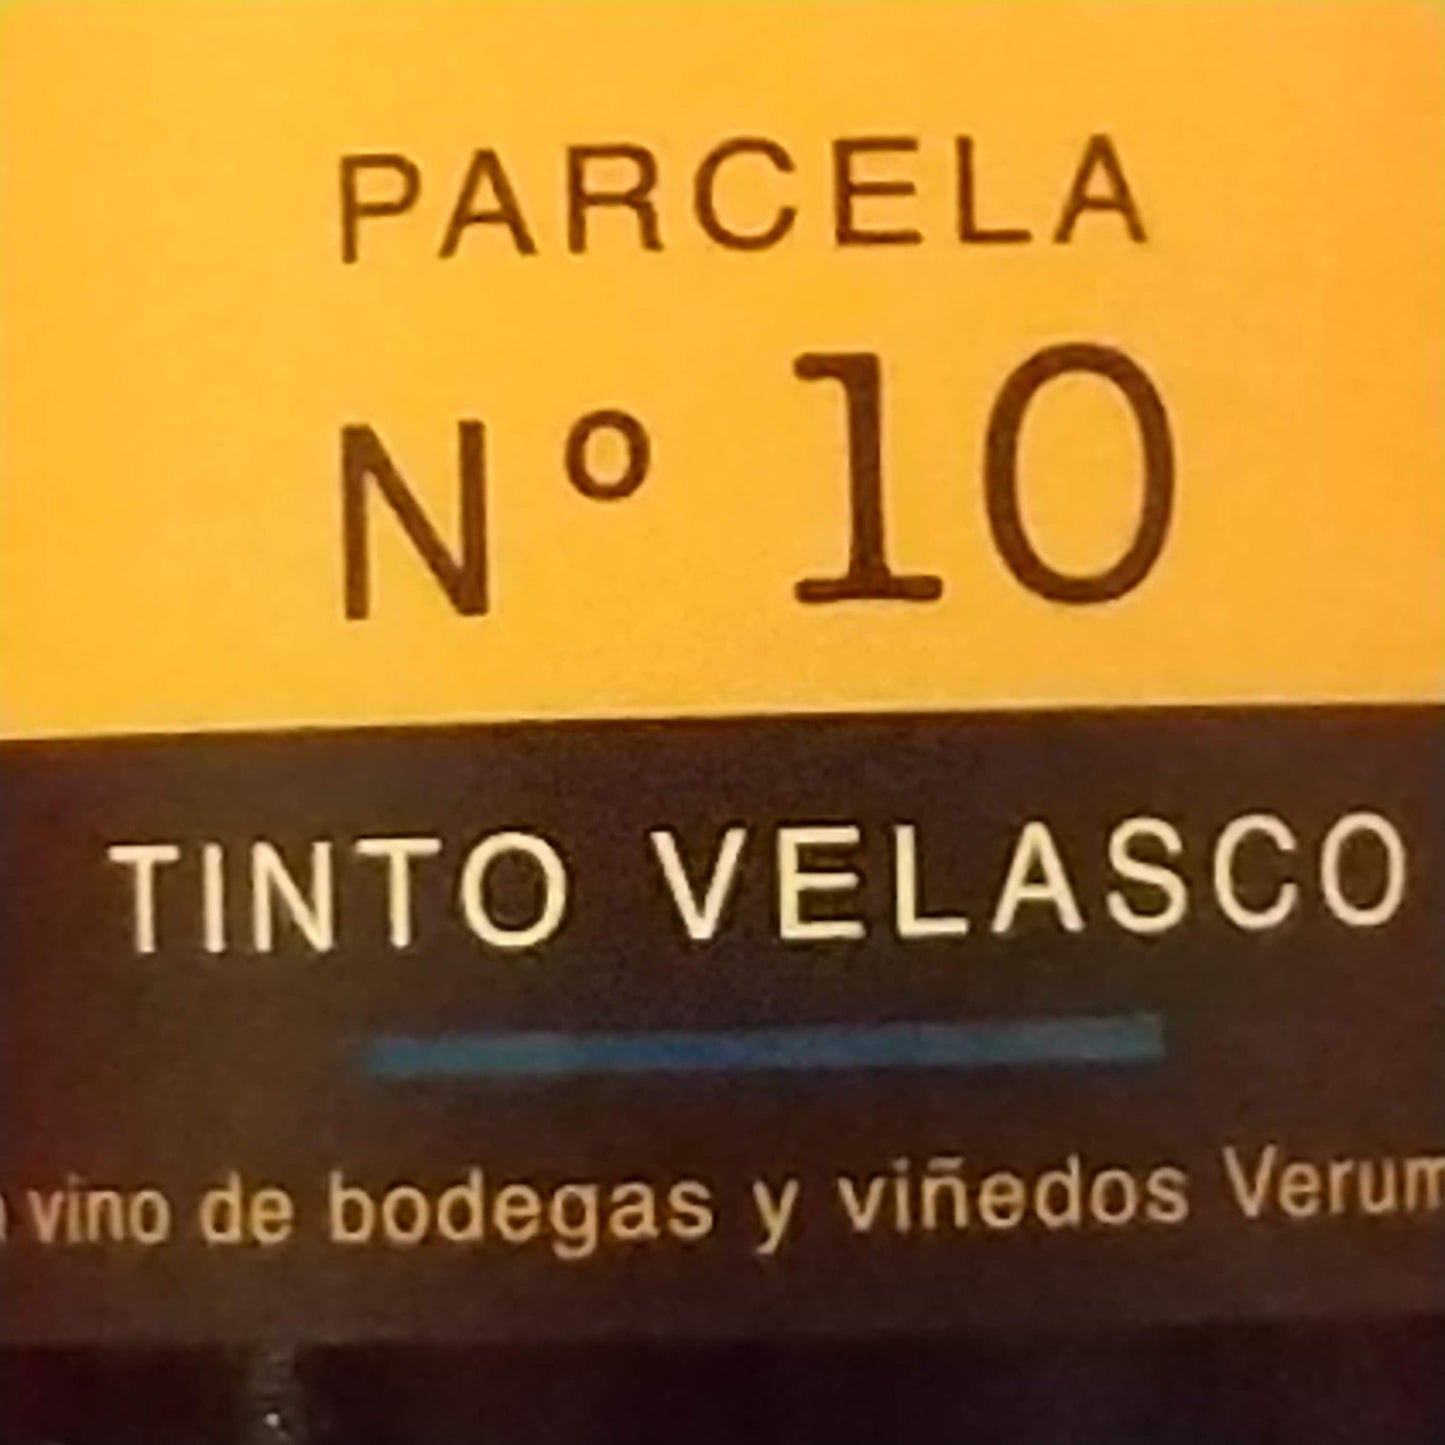 PARCELA
Nº 10
TINTO VELASCO
vino de bodegas y viñedos Verum